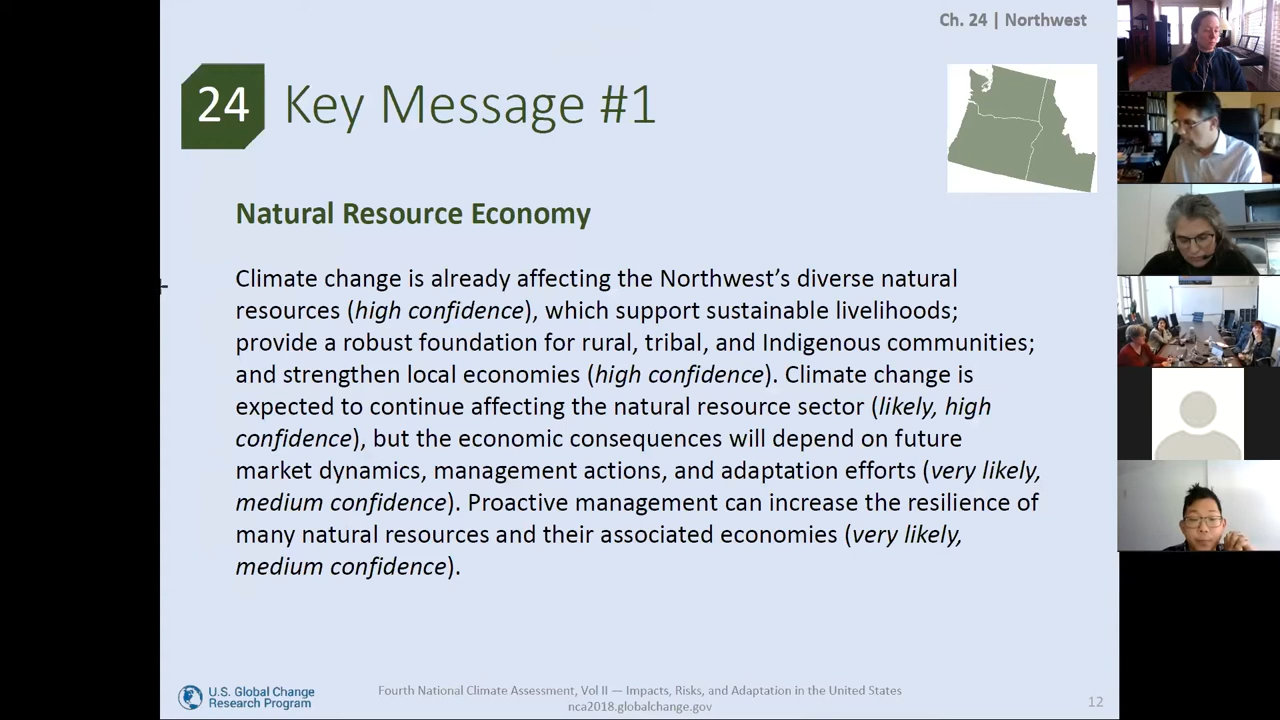 Ch. 24 | Northwest
24 Key Message #1
Natural Resource Economy
Climate change is already affecting the Northwest’s diverse natural
resources (high confidence), which support sustainable livelihoods;
provide a robust foundation for rural, tribal, and Indigenous communities;
and strengthen local economies (high confidence). Climate change is
expected to continue affecting the natural resource sector (likely, high
confidence), but the economic consequences will depend on future
market dynamics, management actions, and adaptation efforts (very likely,
medium confidence). Proactive management can increase the resilience of
many natural resources and their associated economies (very likely,
medium confidence).
U.S. Global Change
Research Program
Fourth National Climate Assessment, Vol II — Impacts, Risks, and Adaptation in the United States
nca2018.globalchange.gov
12